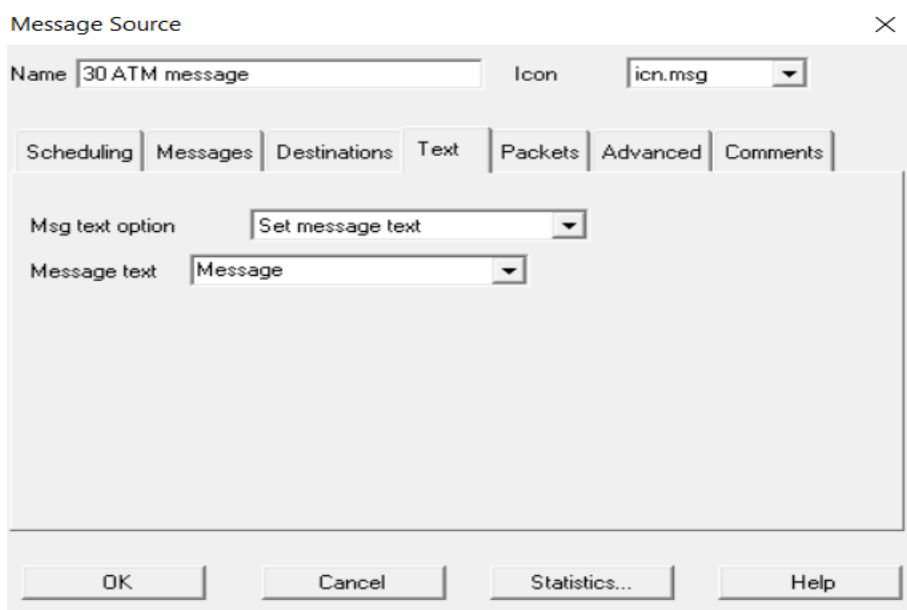 Message Source
Name 30 ATM message Icon icn.msg
Scheduling Messages Destinations Text Packets Advanced Comments
Msg text option Set message text
Message text Message
OK Cancel Statistics... Help